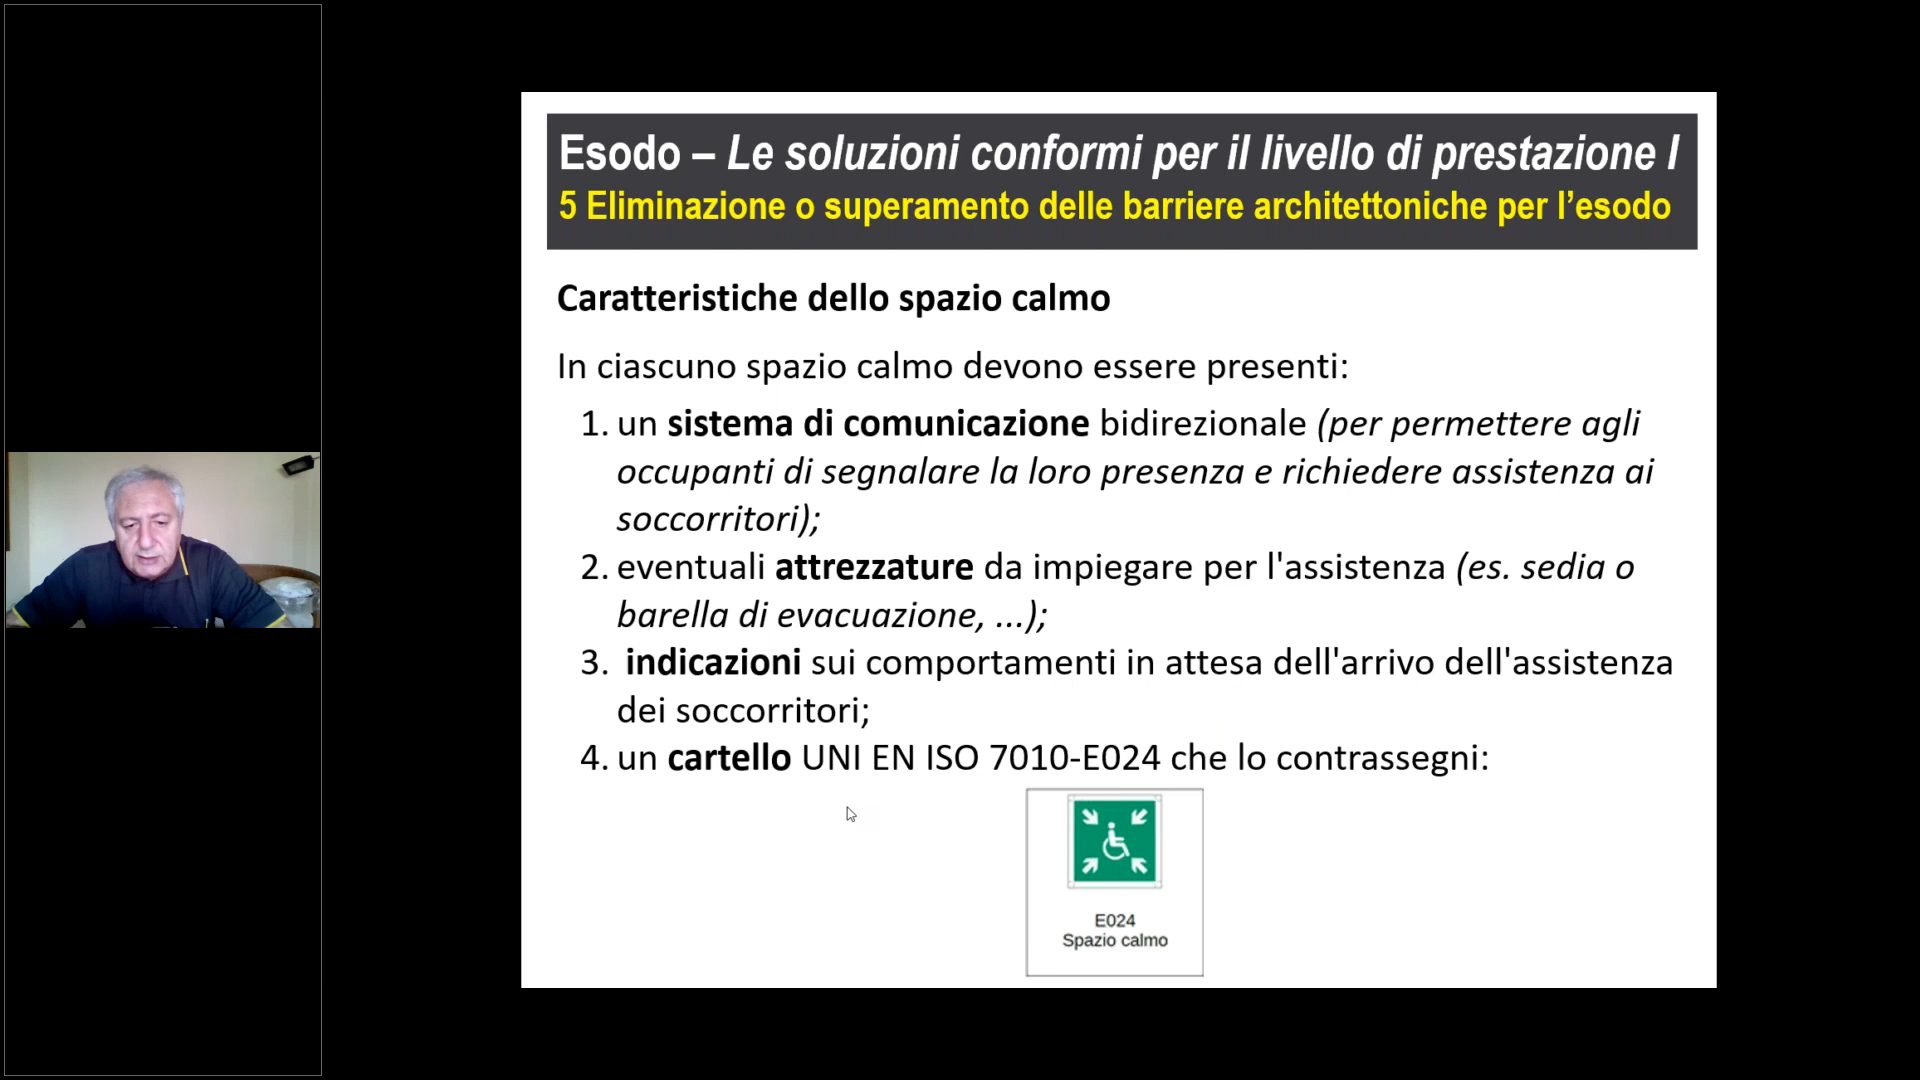 Esodo – Le soluzioni conformi per il livello di prestazione I
5 Eliminazione o superamento delle barriere architettoniche per l’esodo
Caratteristiche dello spazio calmo
In ciascuno spazio calmo devono essere presenti:
1. un sistema di comunicazione bidirezionale (per permettere agli
occupanti di segnalare la loro presenza e richiedere assistenza ai
soccorritori);
2. eventuali attrezzature da impiegare per l'assistenza (es. sedia o
barella di evacuazione, ...);
3. indicazioni sui comportamenti in attesa dell'arrivo dell'assistenza
dei soccorritori;
4. un cartello UNI EN ISO 7010-E024 che lo contrassegni:
E024
Spazio calmo